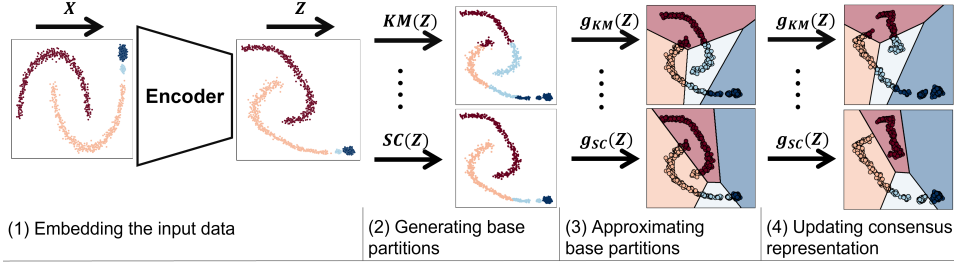 X
Z
KM(Z)
g_KM(Z)
g_KM(Z)
Encoder
SC(Z)
g_SC(Z)
g_SC(Z)
(1) Embedding the input data
(2) Generating base
partitions
(3) Approximating
base partitions
(4) Updating consensus
representation